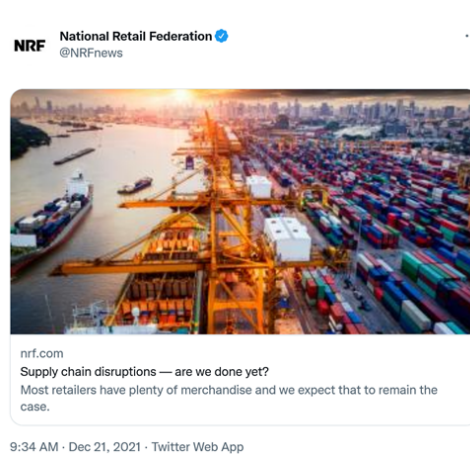 NRF
National Retail Federation
@NRFnews
nrf.com
Supply chain disruptions — are we done yet?
Most retailers have plenty of merchandise and we expect that to remain the
case.
9:34 AM · Dec 21, 2021 · Twitter Web App